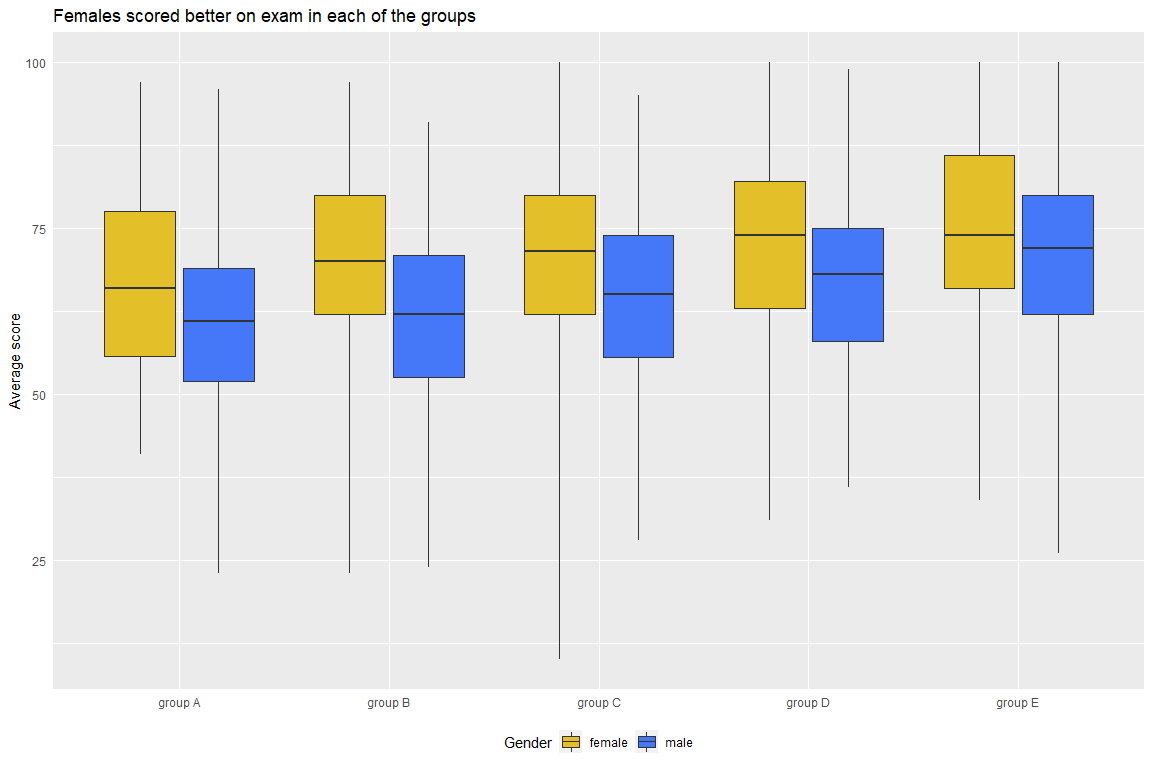 Females scored better on exam in each of the groups
Average score
100
75
50
25
group A
group B
group C
group D
group E
Gender female male